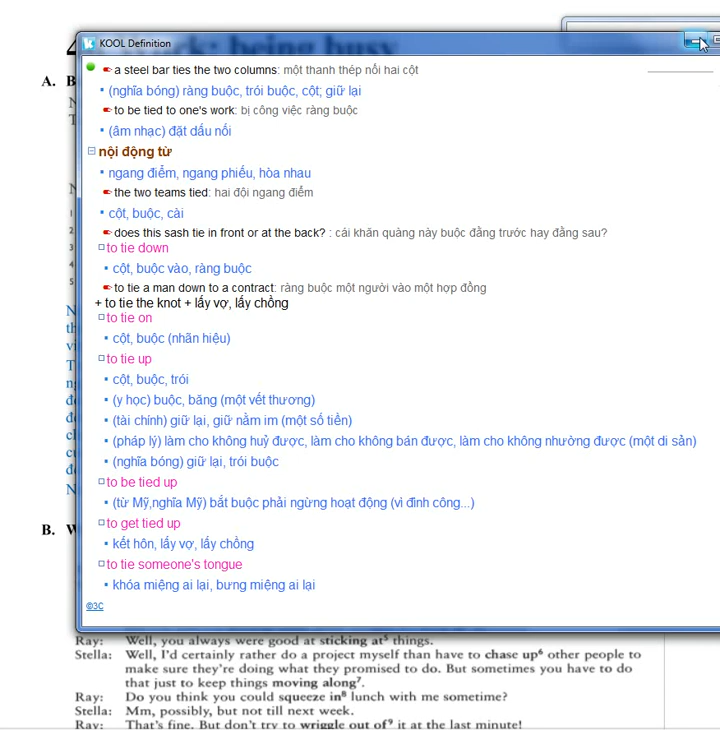 KOOL Definition
A. B
a steel bar ties the two columns: một thanh thép nối hai cột
(nghĩa bóng) ràng buộc, trói buộc, cột; giữ lại
to be tied to one's work: bị công việc ràng buộc
(âm nhạc) đặt dấu nối
nội động từ
ngang điểm, ngang phiếu, hòa nhau
the two teams tied: hai đội ngang điểm
cột, buộc, cài
does this sash tie in front or at the back? : cái khăn quàng này buộc đằng trước hay đằng sau?
to tie down
cột, buộc vào, ràng buộc
to tie a man down to a contract: ràng buộc một người vào một hợp đồng
+ to tie the knot + lấy vợ, lấy chồng
to tie on
cột, buộc (nhãn hiệu)
to tie up
cột, buộc, trói
(y học) buộc, băng (một vết thương)
(tài chính) giữ lại, giữ nằm im (một số tiền)
(pháp lý) làm cho không huỷ được, làm cho không bán được, làm cho không nhường được (một di sản)
(nghĩa bóng) giữ lại, trói buộc
to be tied up
(từ Mỹ,nghĩa Mỹ) bắt buộc phải ngừng hoạt động (vì đình công...)
to get tied up
kết hôn, lấy vợ, lấy chồng
to tie someone's tongue
khóa miệng ai lại, bưng miệng ai lại
©3C
B. W
Ray: Well, you always were good at sticking at⁵ things.
Stella: Well, I'd certainly rather do a project myself than have to chase up⁶ other people to
make sure they're doing what they promised to do. But sometimes you have to do
that just to keep things moving along⁷.
Ray: Do you think you could squeeze in⁸ lunch with me sometime?
Stella: Mm, possibly, but not till next week.
Ray: That's fine. But don't try to wriggle out of⁹ it at the last minute!